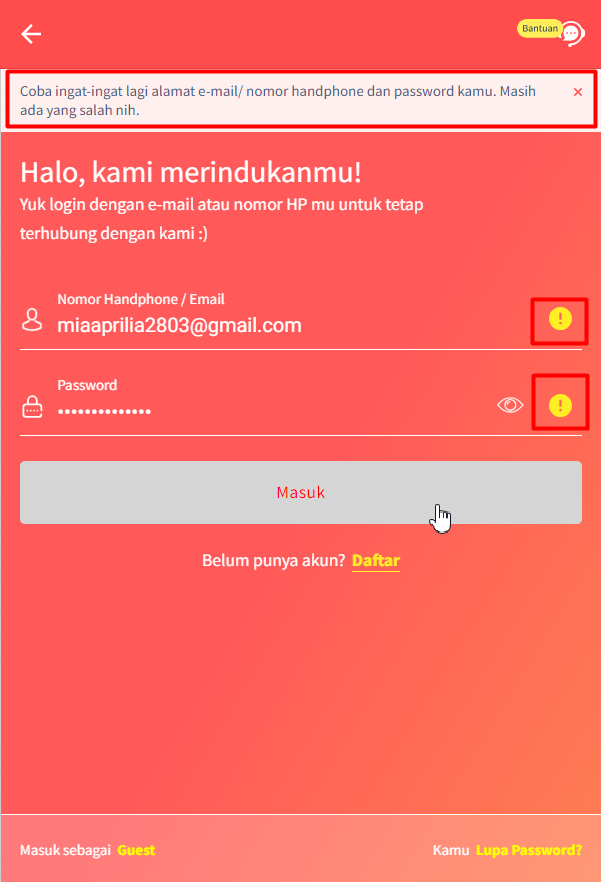 Bantuan
Coba ingat-ingat lagi alamat e-mail/ nomor handphone dan password kamu. Masih
ada yang salah nih.
Halo, kami merindukanmu!
Yuk login dengan e-mail atau nomor HP mu untuk tetap
terhubung dengan kami :)
Nomor Handphone / Email
miaaprilia2803@gmail.com
Password
••••••••••••••
Masuk
Belum punya akun? Daftar
Masuk sebagai Guest
Kamu Lupa Password?